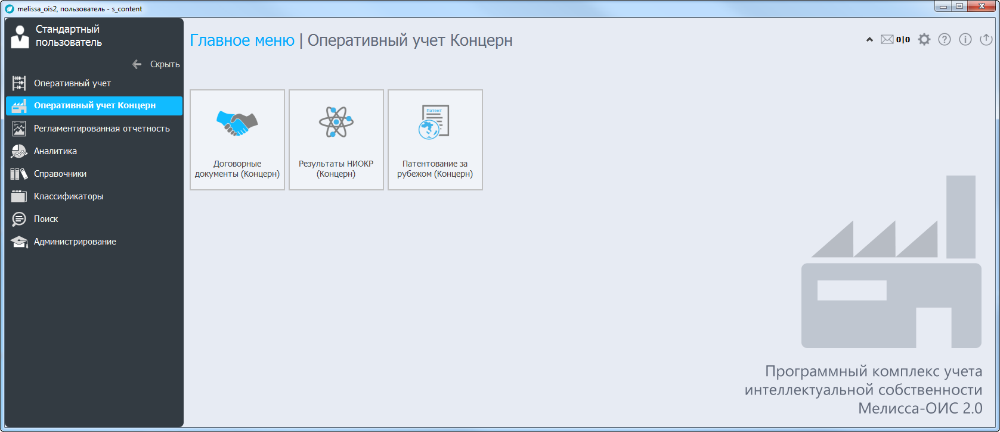 melissa_ois2, пользователь - s_content
Стандартный
пользователь
Скрыть
Оперативный учет
Оперативный учет Концерн
Регламентированная отчетность
Аналитика
Справочники
Классификаторы
Поиск
Администрирование
Главное меню | Оперативный учет Концерн
0|0
Договорные
документы (Концерн)
Результаты НИОКР
(Концерн)
Патент
Патентование за
рубежом (Концерн)
Программный комплекс учета
интеллектуальной собственности
Мелисса-ОИС 2.0